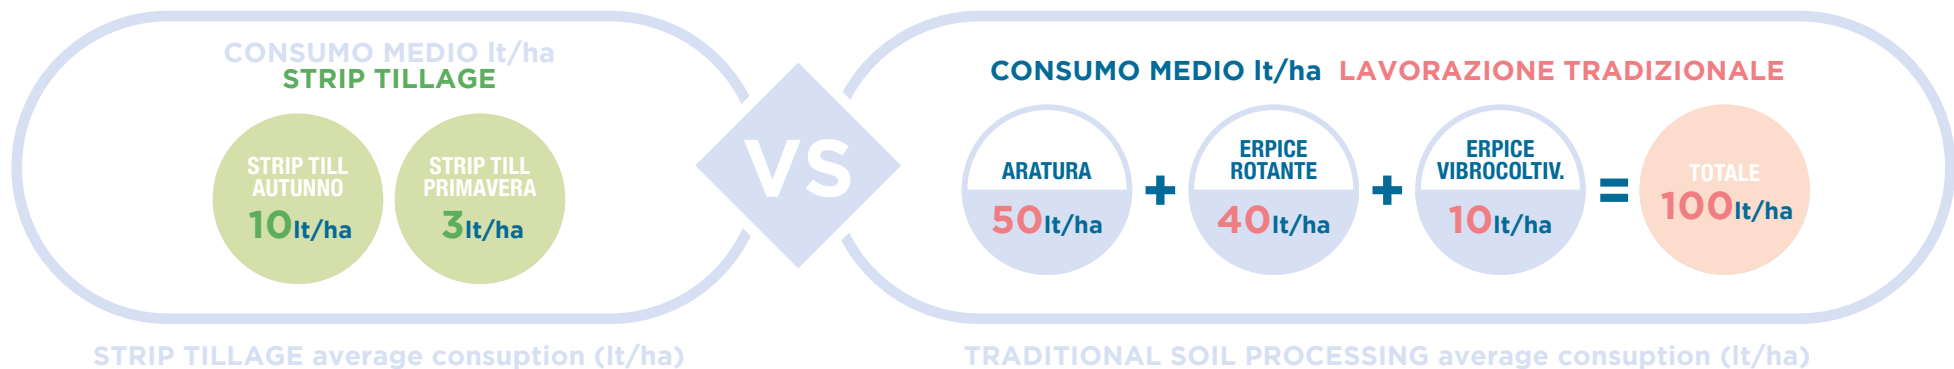 CONSUMO MEDIO lt/ha
STRIP TILLAGE
STRIP TILL
AUTUNNO
10lt/ha
STRIP TILL
PRIMAVERA
3lt/ha
VS
CONSUMO MEDIO lt/ha LAVORAZIONE TRADIZIONALE
ARATURA
50lt/ha
+
ERPICE
ROTANTE
40lt/ha
+
ERPICE
VIBROCOLTIV.
10lt/ha
=
TOTALE
100lt/ha
STRIP TILLAGE average consuption (lt/ha)
TRADITIONAL SOIL PROCESSING average consuption (lt/ha)